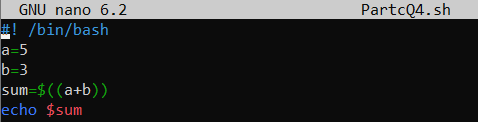 GNU nano 6.2 PartcQ4.sh
#! /bin/bash
a=5
b=3
sum=$((a+b))
echo $sum